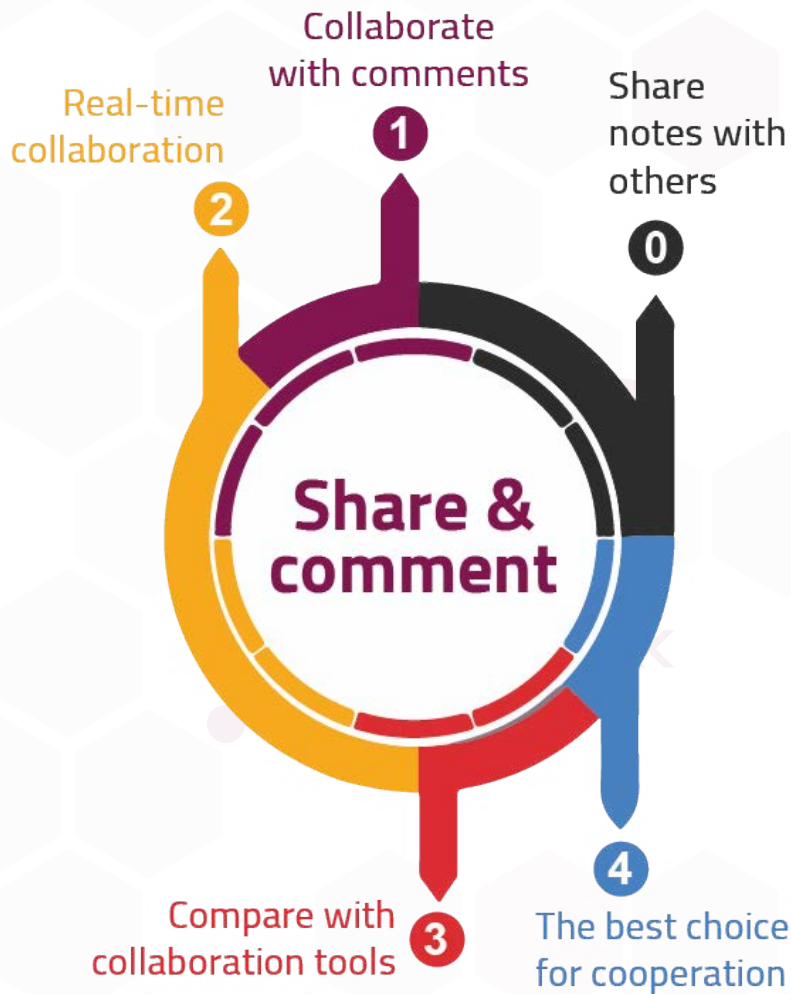 Collaborate
with comments
1
Share
notes with
others
0
Real-time
collaboration
2
Share &
comment
Compare with
collaboration tools
3
4
The best choice
for cooperation